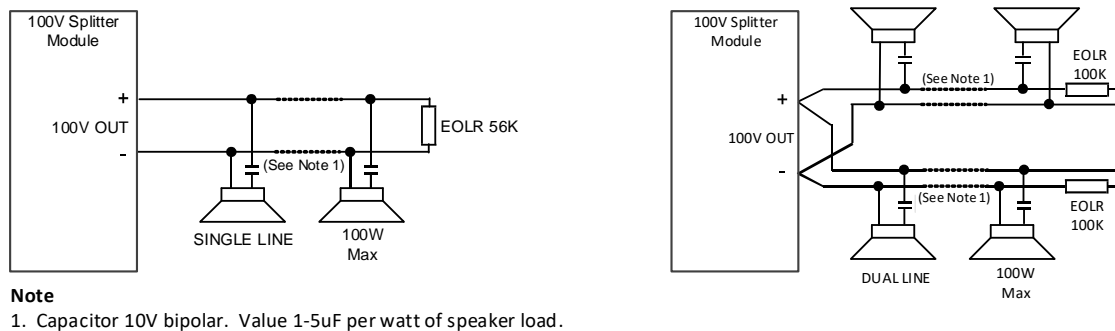 100V Splitter
Module
+
100V OUT
-
EOLR 56K
(See Note 1)
SINGLE LINE
100W
Max
100V Splitter
Module
EOLR
100K
(See Note 1)
+
100V OUT
-
(See Note 1)
EOLR
100K
DUAL LINE
100W
Max
Note
1. Capacitor 10V bipolar. Value 1-5uF per watt of speaker load.